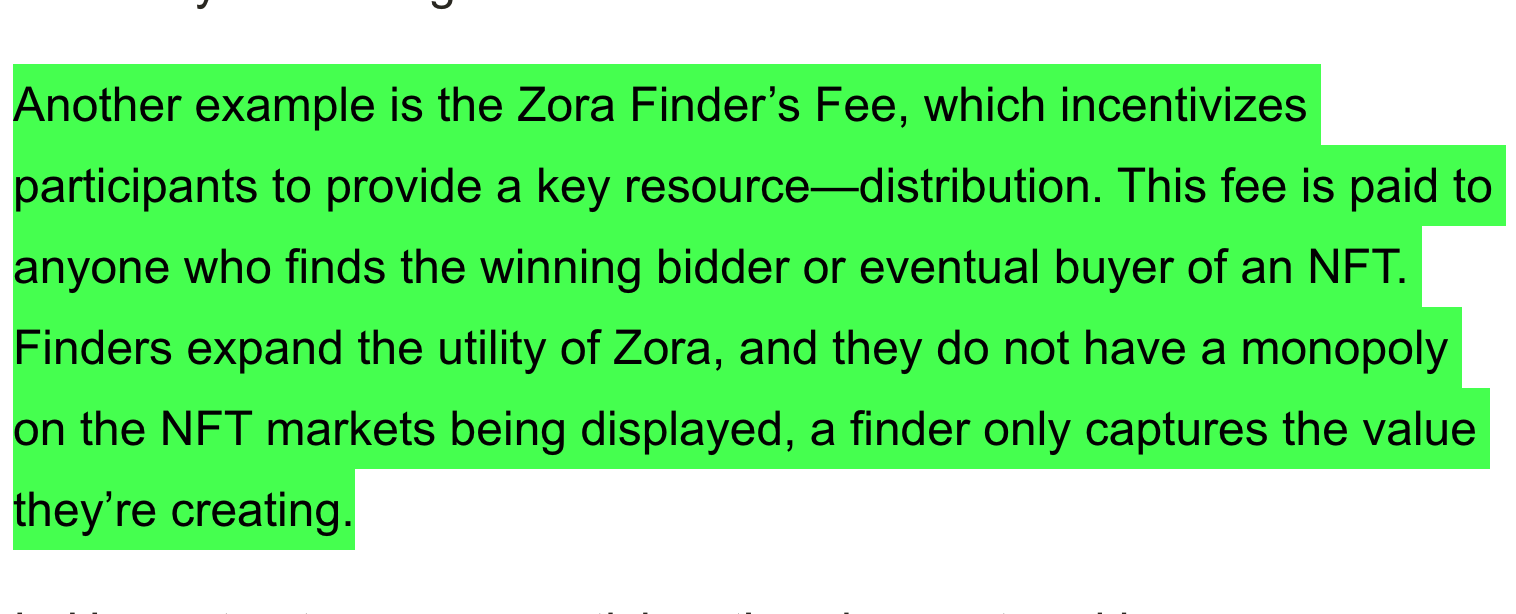 Another example is the Zora Finder’s Fee, which incentivizes
participants to provide a key resource—distribution. This fee is paid to
anyone who finds the winning bidder or eventual buyer of an NFT.
Finders expand the utility of Zora, and they do not have a monopoly
on the NFT markets being displayed, a finder only captures the value
they’re creating.